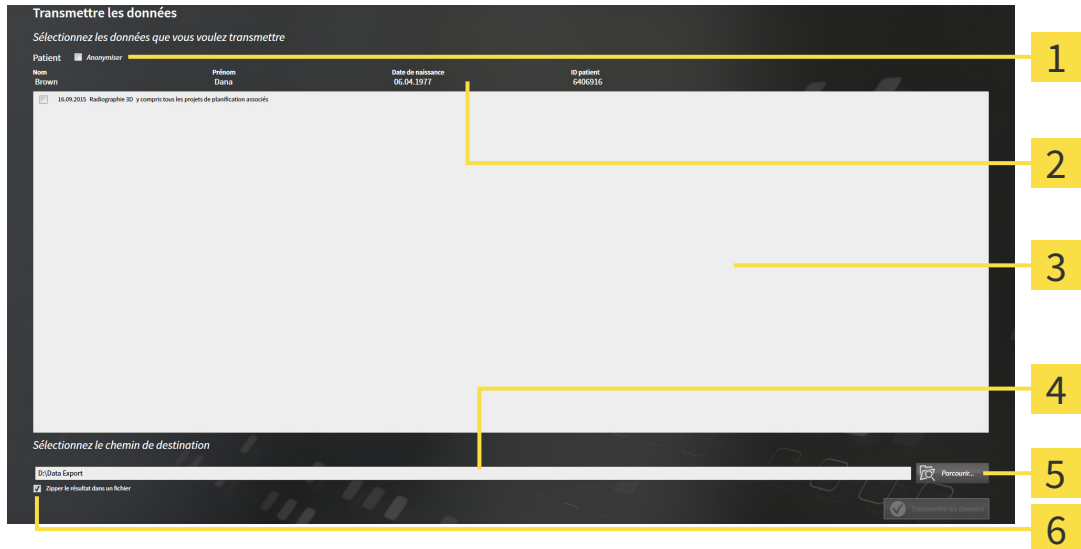 Transmettre les données
Sélectionnez les données que vous voulez transmettre
Patient Anonymiser
1
Nom Prénom Date de naissance ID patient
Brown Dana 06.04.1977 6406916
16.09.2015 Radiographie 3D y compris tous les projets de planification associés
2
3
4
Sélectionnez le chemin de destination
D:\Data Export Parcourir...
5
Zipper le résultat dans un fichier
Transmettre les données
6